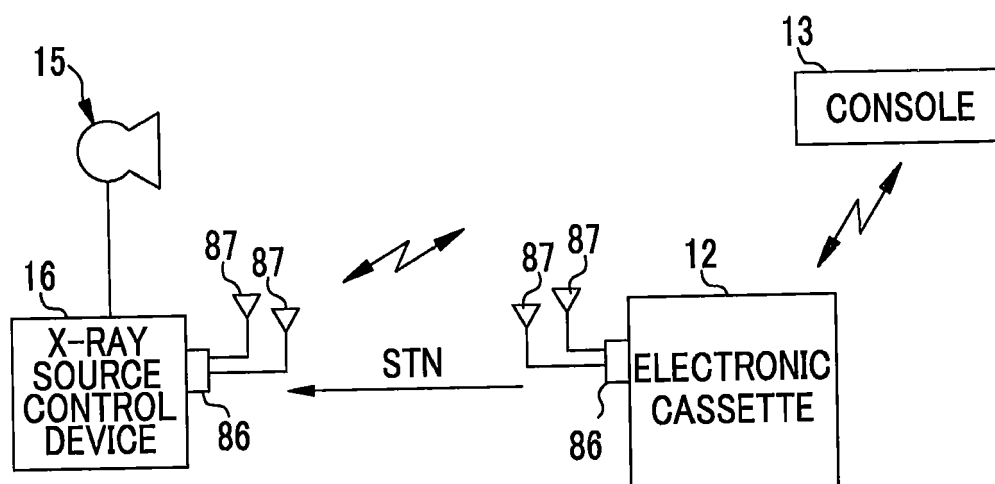 13
15
CONSOLE
87
87
87
87
12
16
X-RAY
SOURCE
CONTROL
DEVICE
STN
ELECTRONIC
CASSETTE
86
86